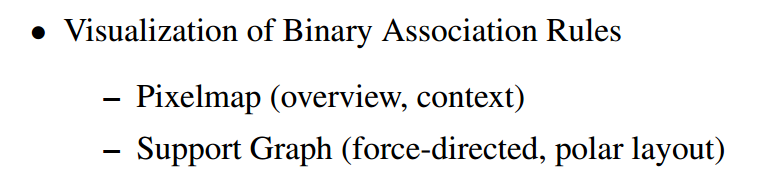 • Visualization of Binary Association Rules
– Pixelmap (overview, context)
– Support Graph (force-directed, polar layout)